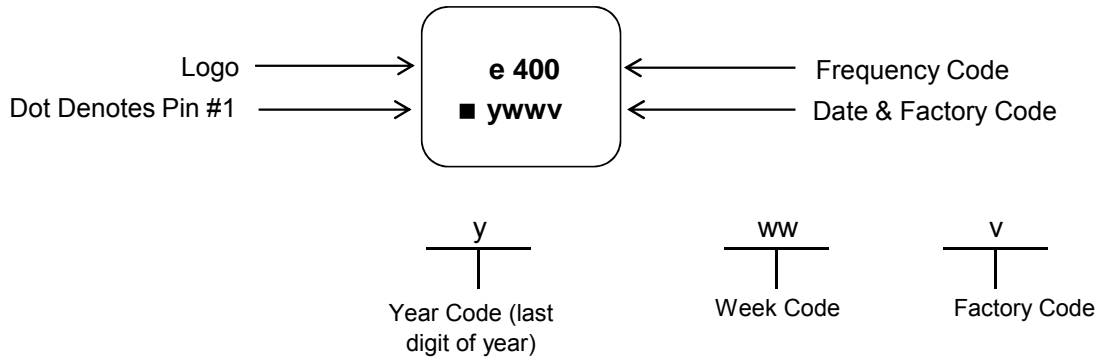 Logo
e 400
Frequency Code
Dot Denotes Pin #1
■ ywwv
Date & Factory Code
y
ww
v
Year Code (last
digit of year)
Week Code
Factory Code